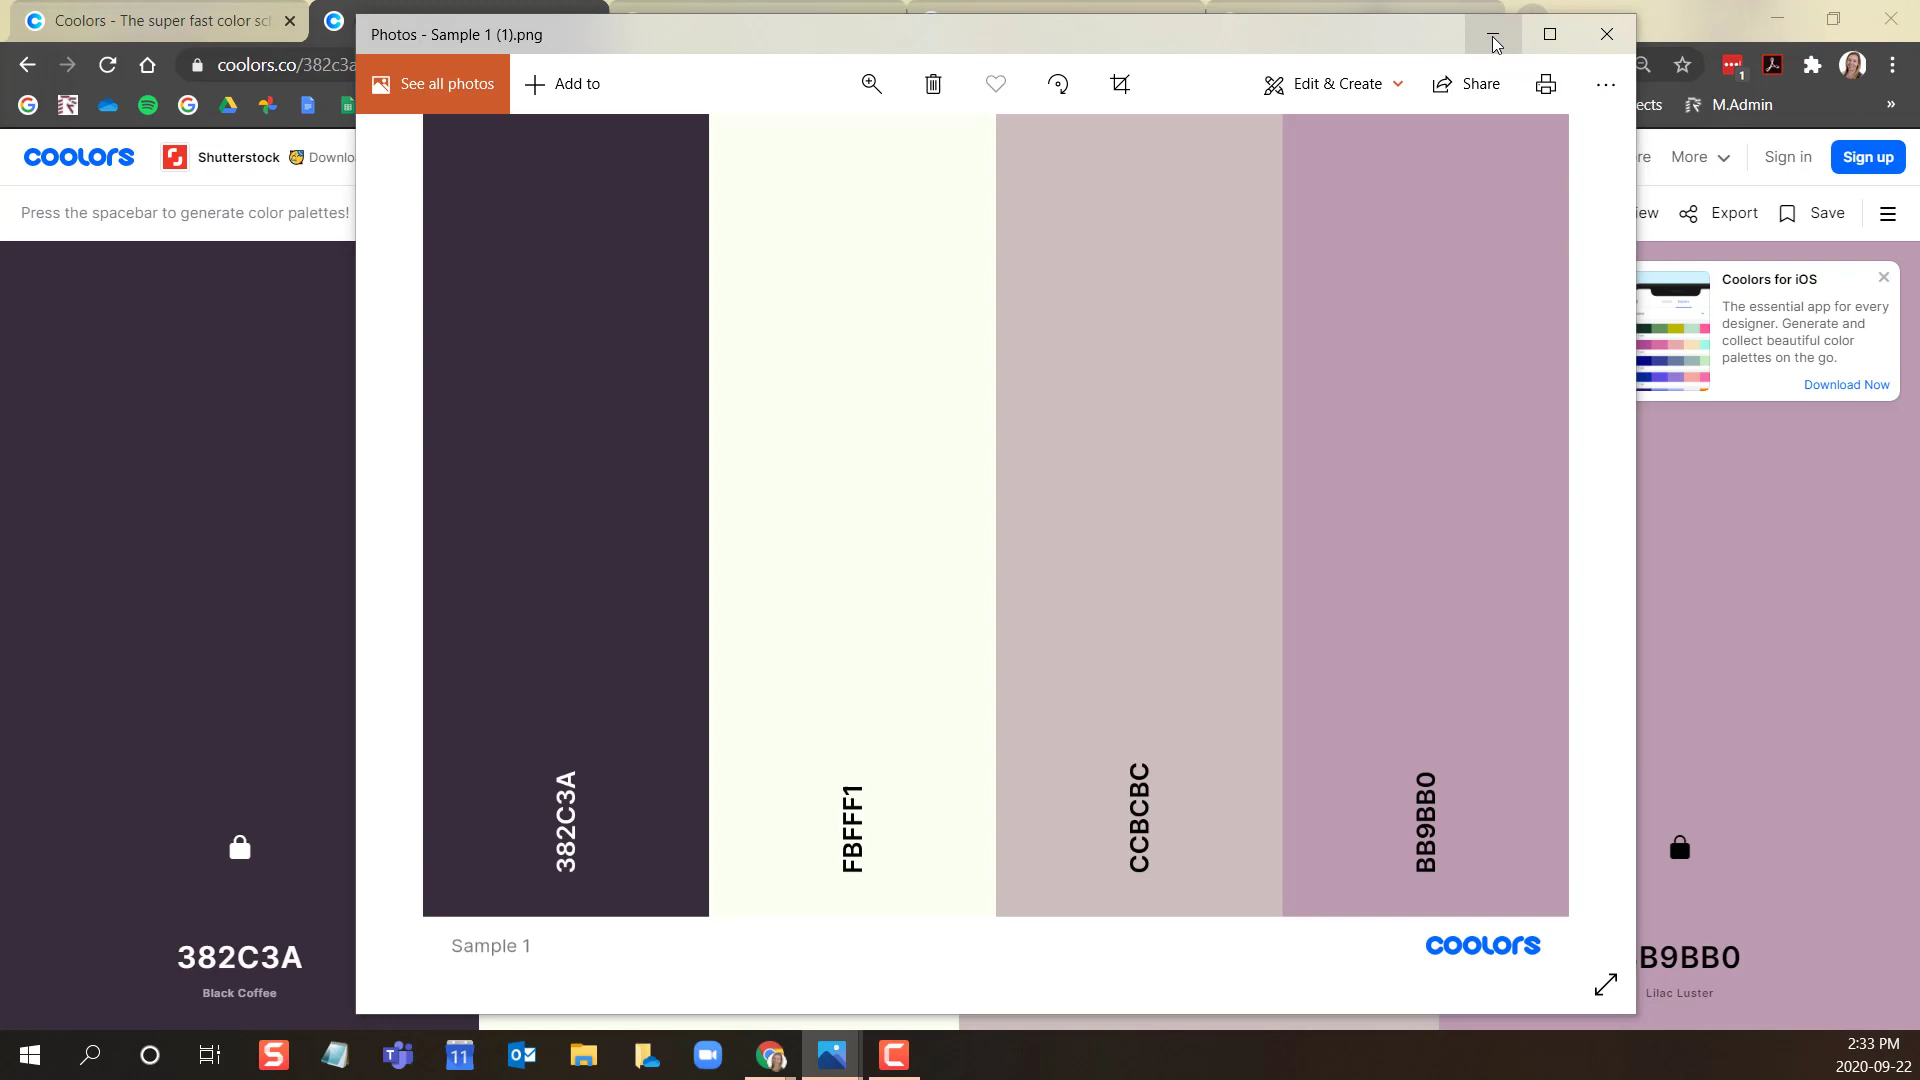 Coolors - The super fast color sc
Photos - Sample 1 (1).png
coolors.co/382c3a
See all photos
Add to
Edit & Create
Share
ects
M.Admin
»
coolors
Shutterstock
Downlo
re
More
Sign in
Sign up
Press the spacebar to generate color palettes!
iew
Export
Save
Coolors for iOS
The essential app for every
designer. Generate and
collect beautiful color
palettes on the go.
Download Now
382C3A
FBFFF1
CCBCBC
BB9BB0
Sample 1
coolors
382C3A
Black Coffee
B9BB0
Lilac Luster
1
11
2:33 PM
2020-09-22